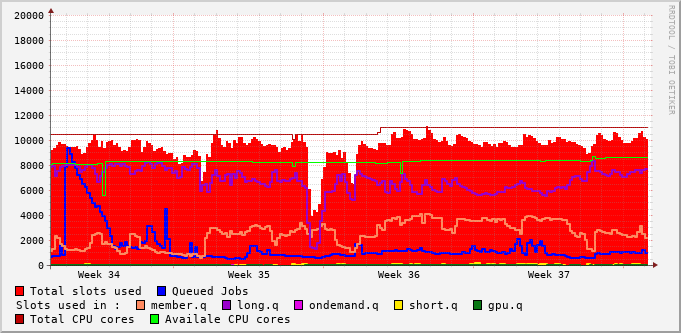 RRDTOOL / TOBI OETIKER
20000
18000
16000
14000
12000
10000
8000
6000
4000
2000
0
Week 34 Week 35 Week 36 Week 37
Total slots used Queued Jobs
Slots used in : member.q long.q ondemand.q short.q gpu.q
Total CPU cores Availale CPU cores